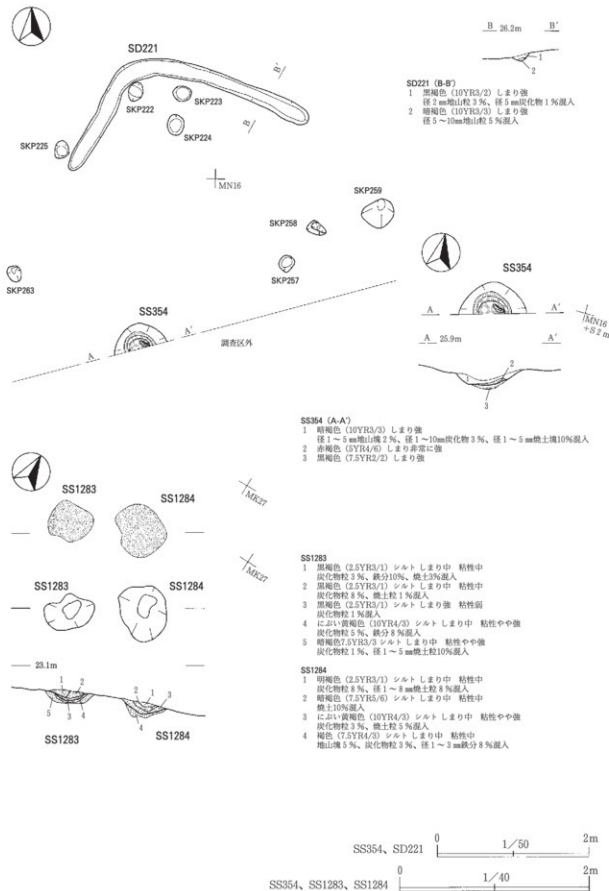 SD221
SKP222
SKP223
SKP224
SKP225
B
B'
MN16
SKP259
SKP258
SKP257
SKP263
SS354
A
A'
調査区外
B 26.2m B'
1
2
SD221 (B-B')
1 黒褐色 (10YR3/2) しまり強
径2㎜地山粒3%、径5㎜炭化物1%混入
2 暗褐色 (10YR3/3) しまり強
径5～10㎜地山粒5%混入
SS354
A A'
MN16
+S2m
A 25.9m A'
1
2
3
SS354 (A-A')
1 暗褐色 (10YR3/3) しまり強
径1～5㎜地山塊2%、径1～10㎜炭化物3%、径1～5㎜焼土塊10%混入
2 赤褐色 (5YR4/6) しまり非常に強
3 黒褐色 (7.5YR2/2) しまり強
SS1283
SS1284
MK27
SS1283
SS1284
MK27
23.1m
1 2
5 3 4
2 1 3
4
SS1283
SS1284
SS1283
1 黒褐色 (2.5YR3/1) シルト しまり中 粘性中
炭化物粒3%、鉄分10%、焼土3%混入
2 黒褐色 (2.5YR3/1) シルト しまり中 粘性中
炭化物粒8%、焼土粒1%混入
3 黒褐色 (2.5YR3/1) シルト しまり強 粘性弱
炭化物粒1%混入
4 にぶい黄褐色 (10YR4/3) シルト しまり中 粘性やや強
炭化物粒5%、鉄分8%混入
5 暗褐色7.5YR3/3 シルト しまり中 粘性やや強
炭化物粒1%、径1～5㎜焼土粒10%混入
SS1284
1 明褐色 (2.5YR3/1) シルト しまり中 粘性中
炭化物粒8%、径1～8㎜焼土粒8%混入
2 暗褐色 (7.5YR5/6) シルト しまり中 粘性中
焼土10%混入
3 にぶい黄褐色 (10YR4/3) シルト しまり中 粘性やや強
炭化物粒3%、焼土粒5%混入
4 褐色 (7.5YR4/3) シルト しまり中 粘性中
地山塊5%、炭化物粒3%、径1～3㎜鉄分8%混入
SS354、SD221 0 1/50 2m
SS354、SS1283、SS1284 0 1/40 2m